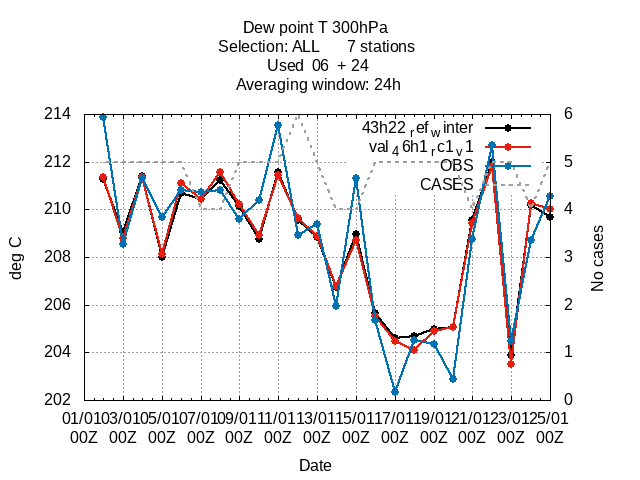 Dew point T 300hPa
Selection: ALL      7 stations
Used  06  + 24
Averaging window: 24h
214
212
210
208
206
204
202
6
5
4
3
2
1
0
deg C
No cases
43h22ref_winter
val46h1rc1v1
OBS
CASES
01/01 03/01 05/01 07/01 09/01 11/01 13/01 15/01 17/01 19/01 21/01 23/01 25/01
00Z 00Z 00Z 00Z 00Z 00Z 00Z 00Z 00Z 00Z 00Z 00Z 00Z
Date